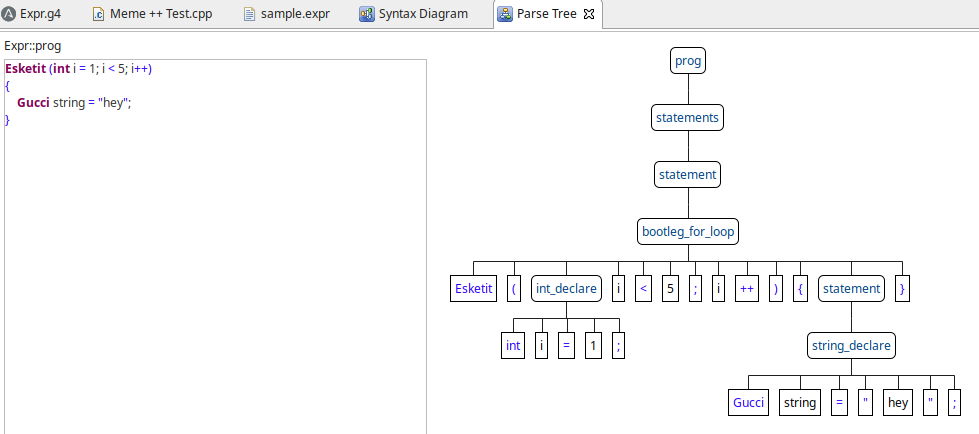 Expr.g4 Meme ++ Test.cpp sample.expr Syntax Diagram Parse Tree
Expr::prog
Esketit (int i = 1; i < 5; i++)
{
Gucci string = "hey";
}
prog
statements
statement
bootleg_for_loop
Esketit ( int_declare i < 5 ; i ++ ) { statement }
int i = 1 ;
string_declare
Gucci string = " hey " ;